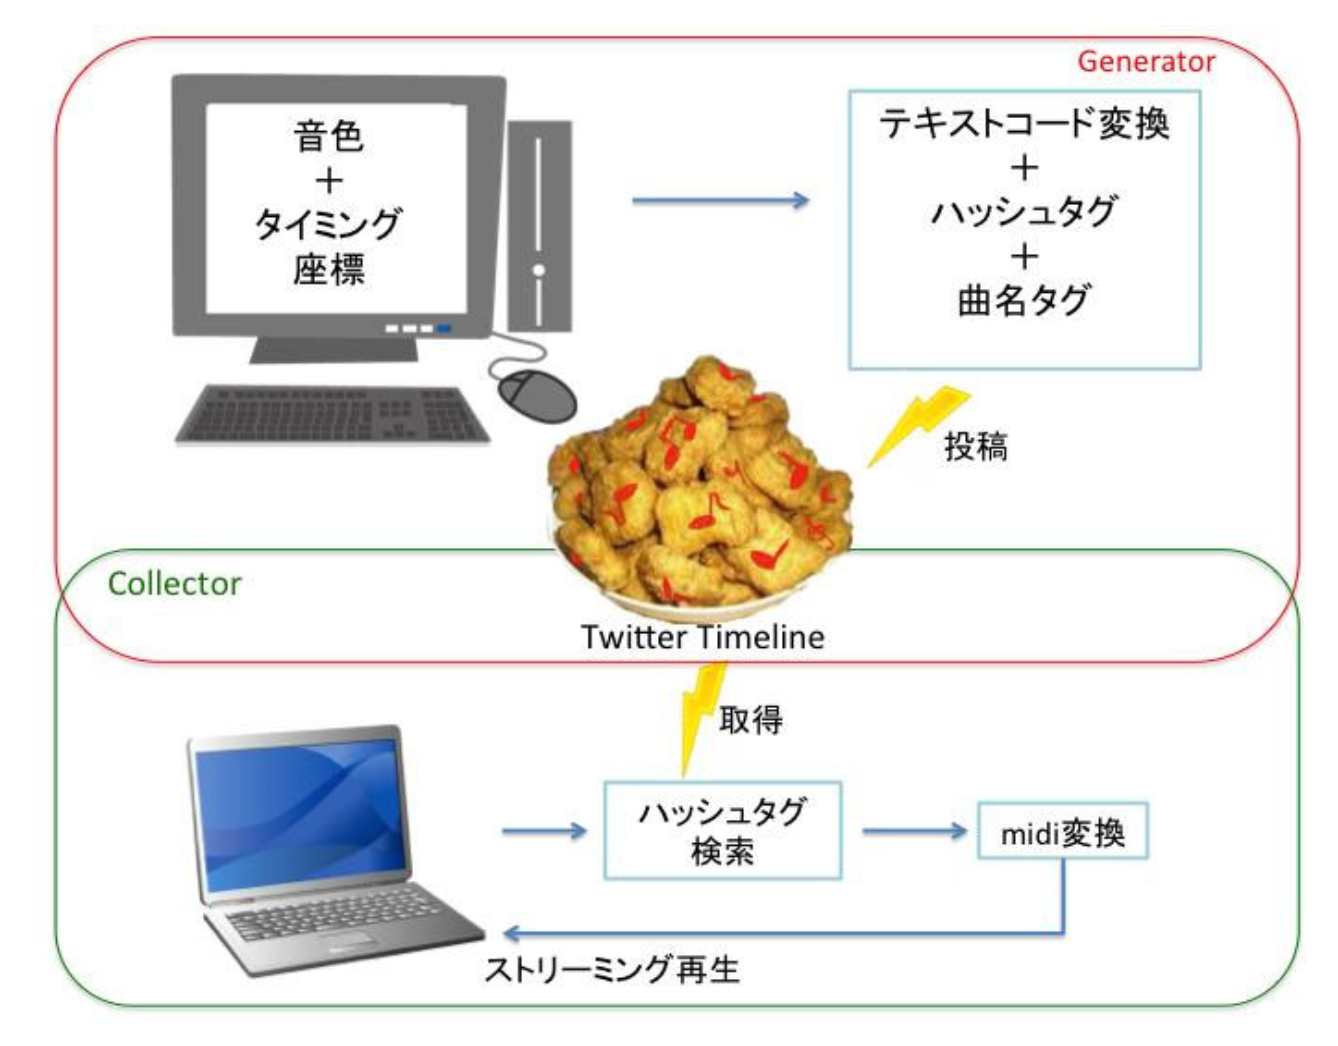 Generator
音色
＋
タイミング
座標
テキストコード変換
＋
ハッシュタグ
＋
曲名タグ
投稿
Collector
Twitter Timeline
取得
ハッシュタグ
検索
midi変換
ストリーミング再生